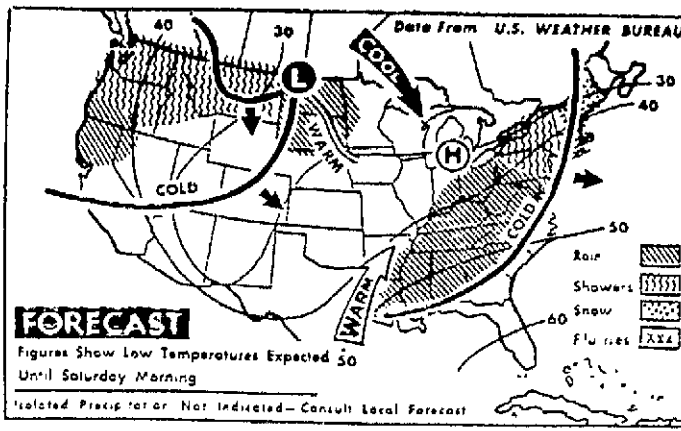 Data From U.S. WEATHER BUREAU
40
30
COOL
L
30
40
WARM
H
COLD
COLD
50
Rain
Showers
Snow
Flurries
WARM
60
FORECAST
50
Figures Show Low Temperatures Expected
Until Saturday Morning
Isolated Precipitation Not Indicated — Consult Local Forecast